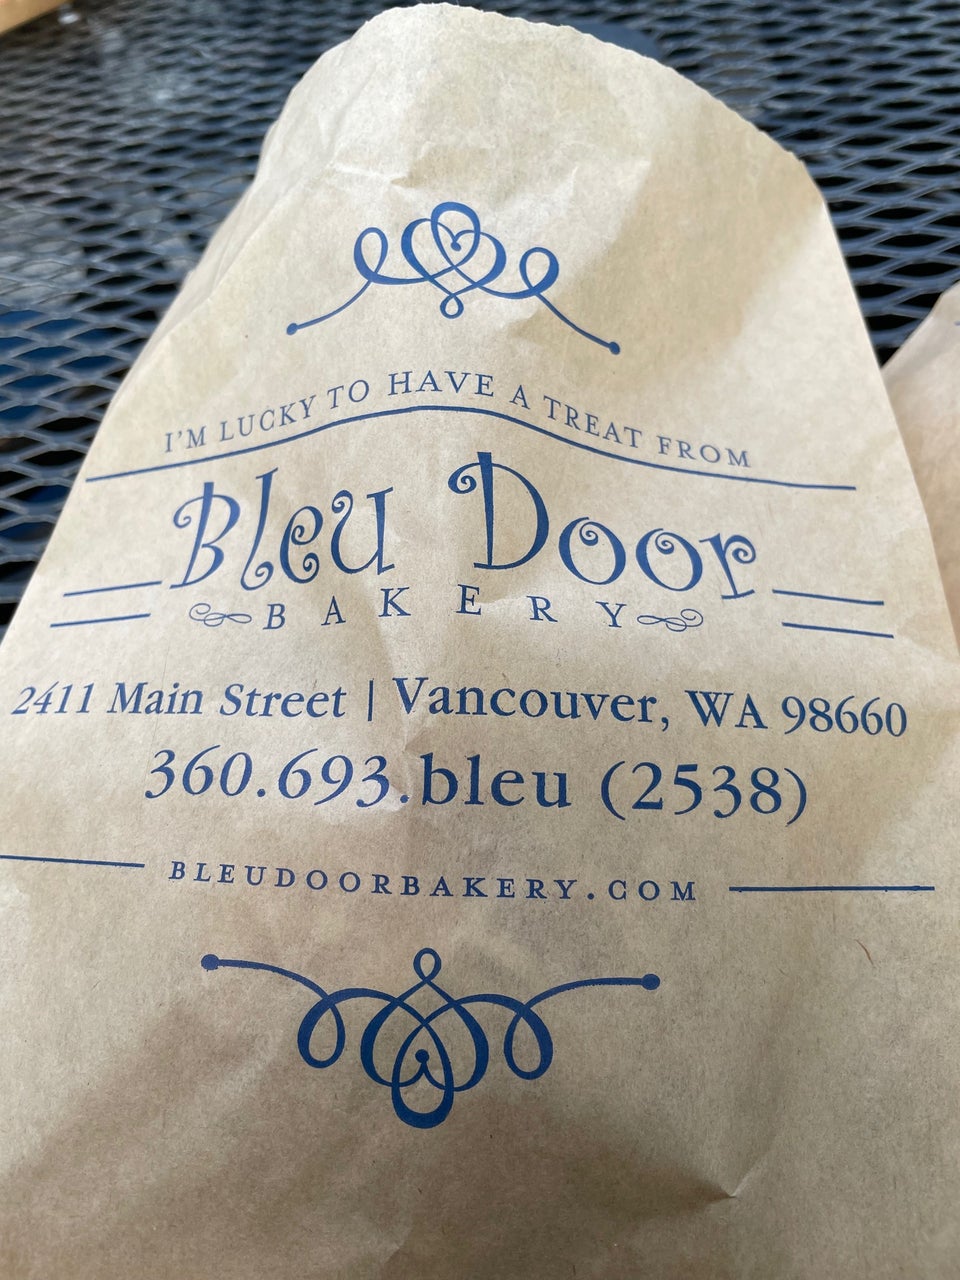 I'M LUCKY TO HAVE A TREAT FROM
Bleu Door
BAKERY
2411 Main Street | Vancouver, WA 98660
360.693.bleu (2538)
BLEUDOORBAKERY.COM